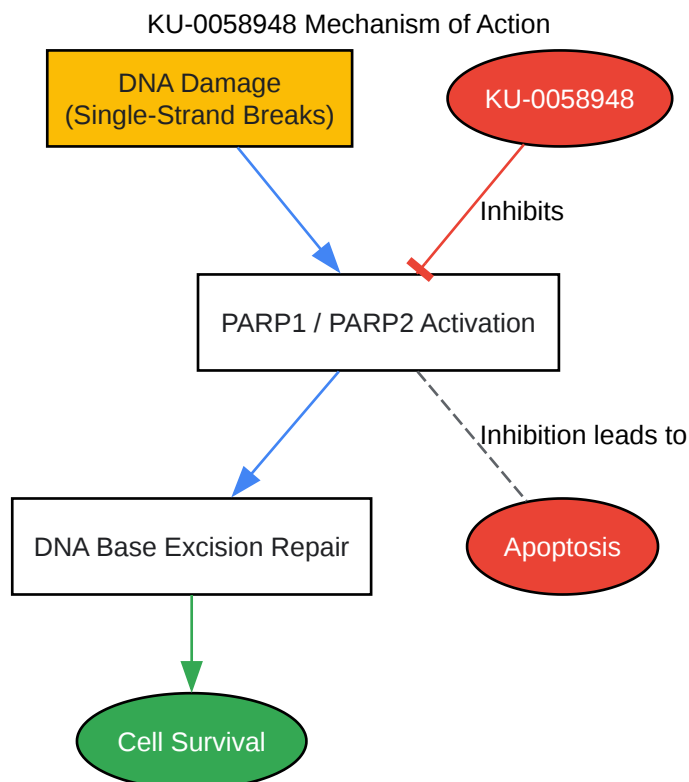 KU-0058948 Mechanism of Action
DNA Damage
(Single-Strand Breaks)
KU-0058948
Inhibits
PARP1 / PARP2 Activation
Inhibition leads to
DNA Base Excision Repair
Apoptosis
Cell Survival